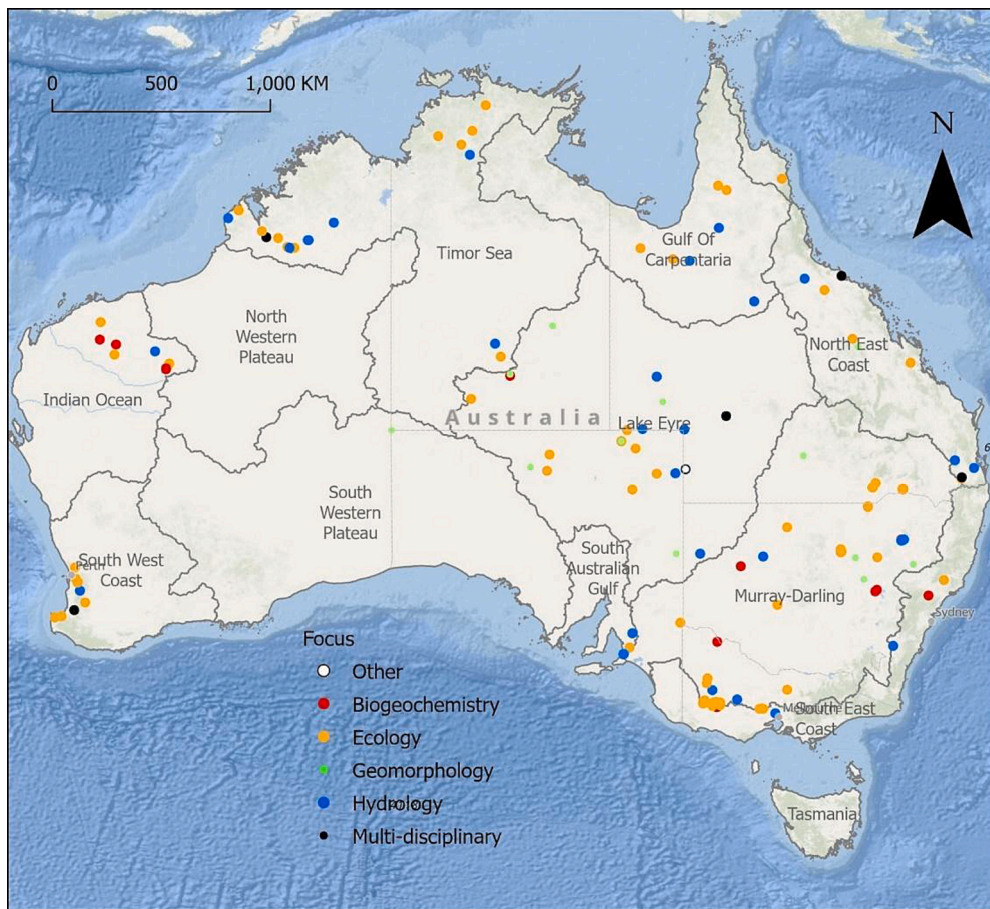 0 500 1,000 KM
N
Timor Sea
Gulf Of
Carpentaria
North
Western
Plateau
North East
Coast
Indian Ocean
Australia
Lake Eyre
South
Western
Plateau
South
Australian
Gulf
Perth
South West
Coast
Murray-Darling
Sydney
Focus
Other
Biogeochemistry
Ecology
Geomorphology
Hydrology
Multi-disciplinary
South East
Coast
Tasmania